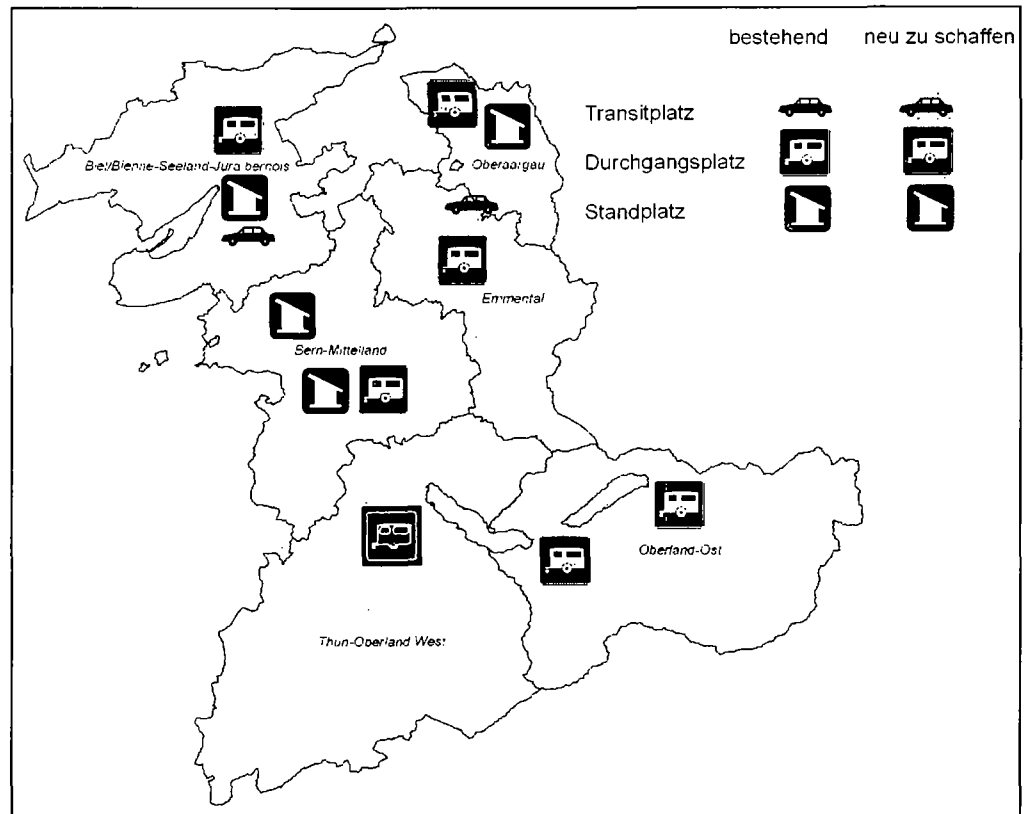 bestehend neu zu schaffen
Transitplatz
Durchgangsplatz
Standplatz
Biel/Bienne-Seeland-Jura bernois
Oberaargau
Emmental
Bern-Mittelland
Oberland-Ost
Thun-Oberland West